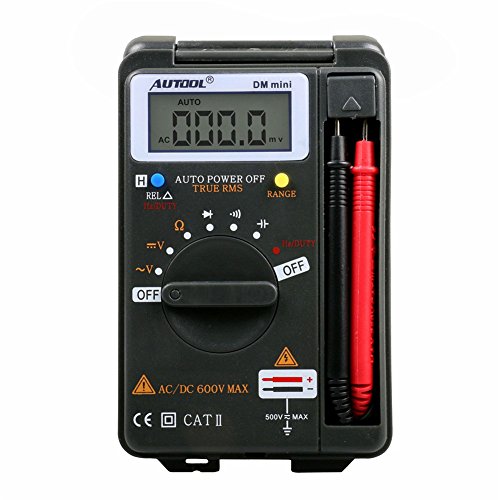 AUTOOL® DM mini
AUTO
AC 000.0 mv
H AUTO POWER OFF
REL△ TRUE RMS RANGE
Hz/DUTY
Ω
⎓V Hz/DUTY
~V
OFF OFF
AC/DC 600V MAX
+
−
CE CAT II
500V≂MAX